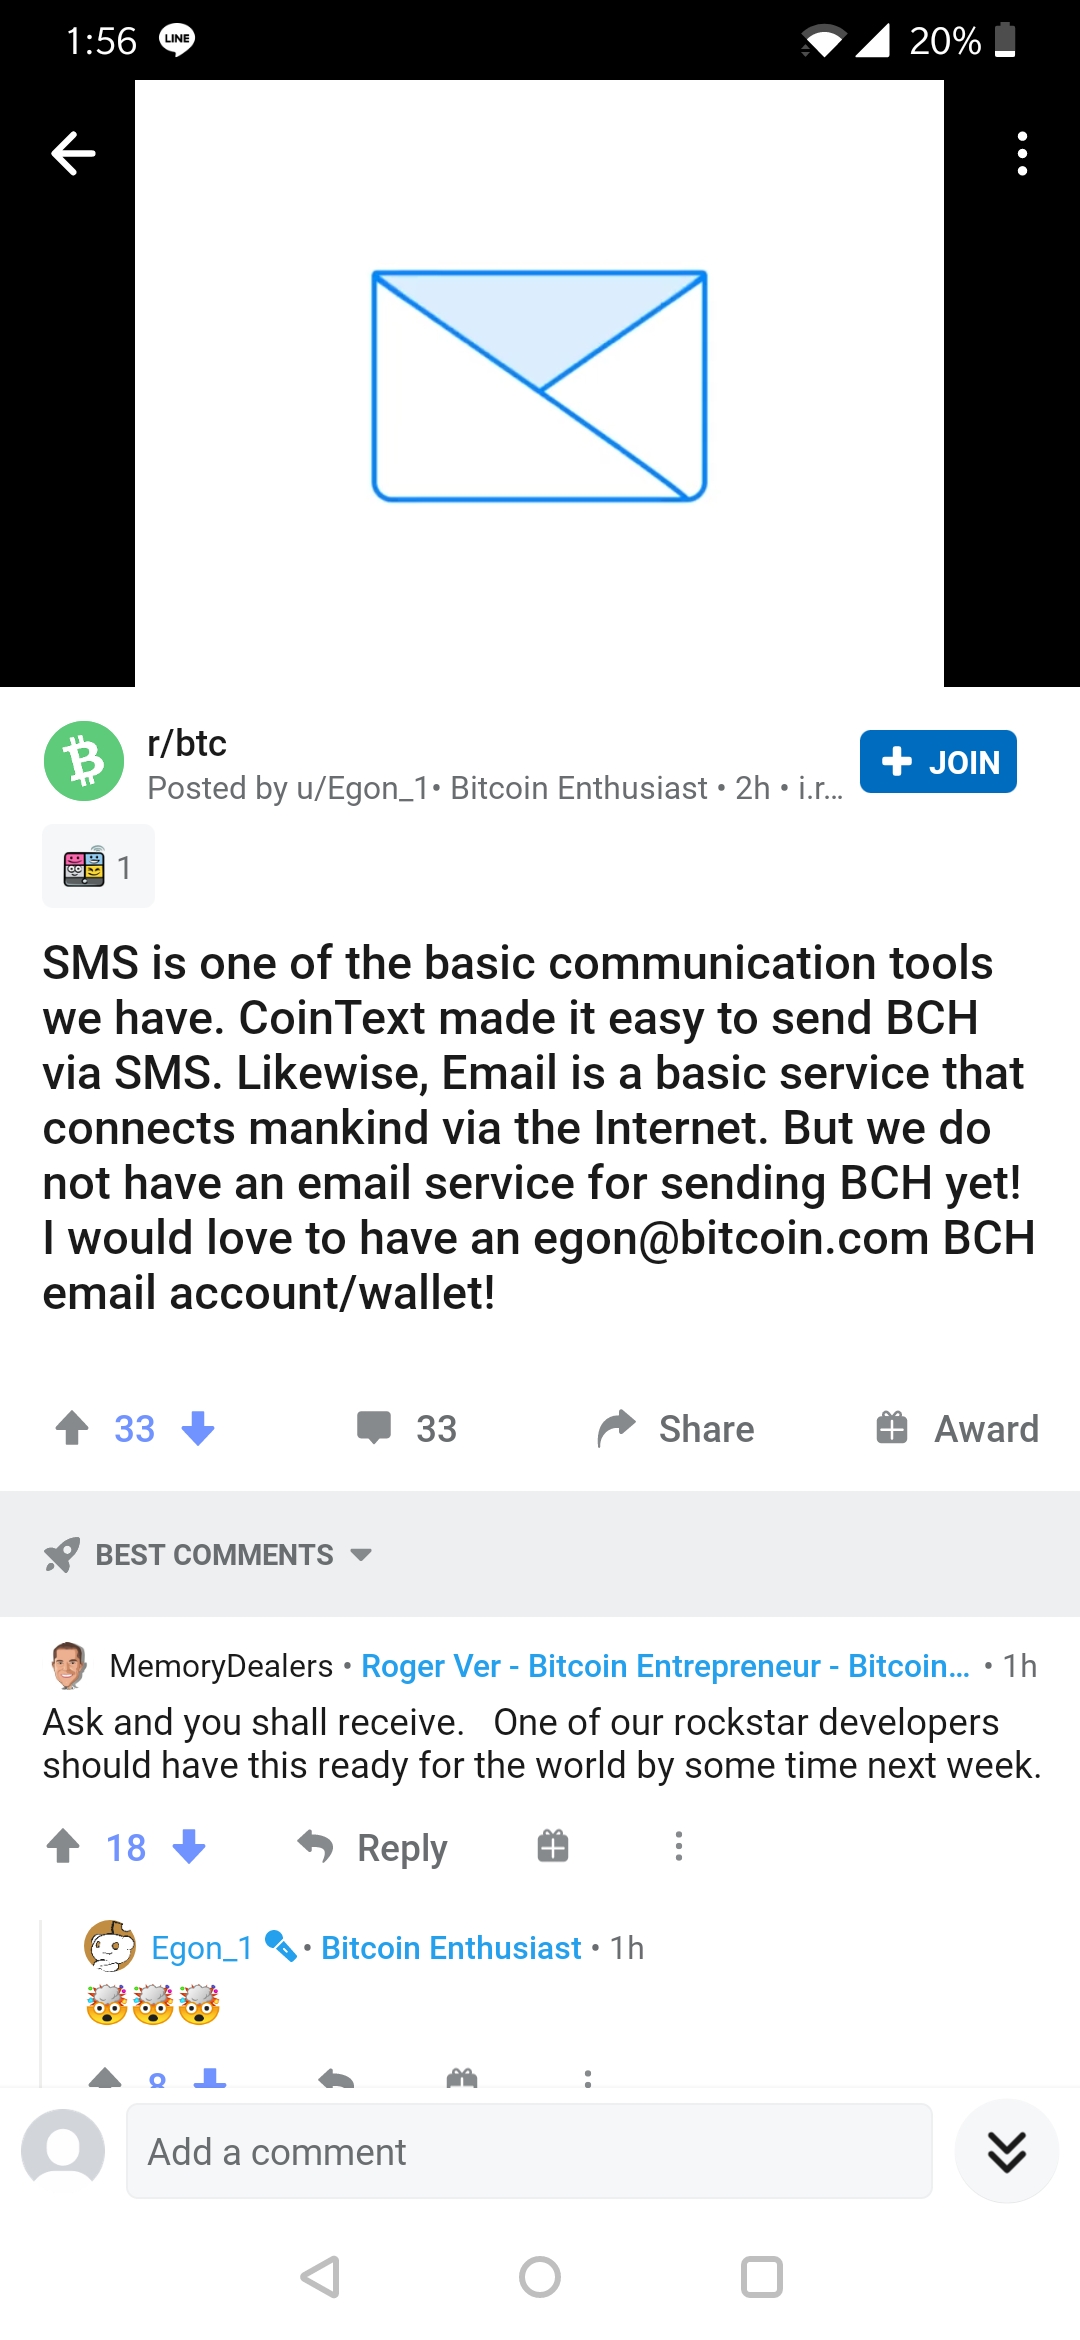 1:56 LINE 20%
r/btc
Posted by u/Egon_1• Bitcoin Enthusiast • 2h • i.r...
+ JOIN
1
SMS is one of the basic communication tools
we have. CoinText made it easy to send BCH
via SMS. Likewise, Email is a basic service that
connects mankind via the Internet. But we do
not have an email service for sending BCH yet!
I would love to have an egon@bitcoin.com BCH
email account/wallet!
33 33 Share Award
BEST COMMENTS
MemoryDealers • Roger Ver - Bitcoin Entrepreneur - Bitcoin... • 1h
Ask and you shall receive. One of our rockstar developers
should have this ready for the world by some time next week.
18 Reply
Egon_1 • Bitcoin Enthusiast • 1h
🤯🤯🤯
8
Add a comment